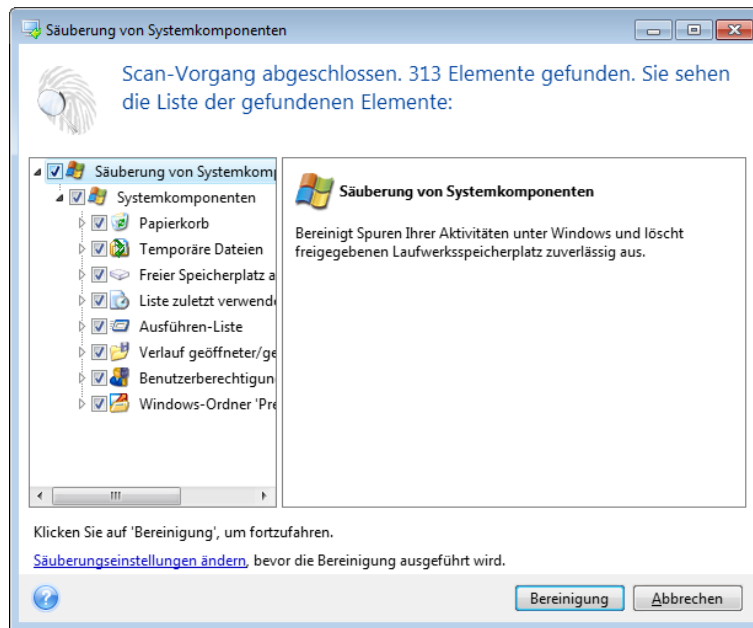 Säuberung von Systemkomponenten
Scan-Vorgang abgeschlossen. 313 Elemente gefunden. Sie sehen
die Liste der gefundenen Elemente:
Säuberung von Systemkomp
Systemkomponenten
Papierkorb
Temporäre Dateien
Freier Speicherplatz a
Liste zuletzt verwende
Ausführen-Liste
Verlauf geöffneter/ge
Benutzerberechtigun
Windows-Ordner 'Pre
Säuberung von Systemkomponenten
Bereinigt Spuren Ihrer Aktivitäten unter Windows und löscht
freigegebenen Laufwerksspeicherplatz zuverlässig aus.
Klicken Sie auf 'Bereinigung', um fortzufahren.
Säuberungseinstellungen ändern, bevor die Bereinigung ausgeführt wird.
Bereinigung
Abbrechen